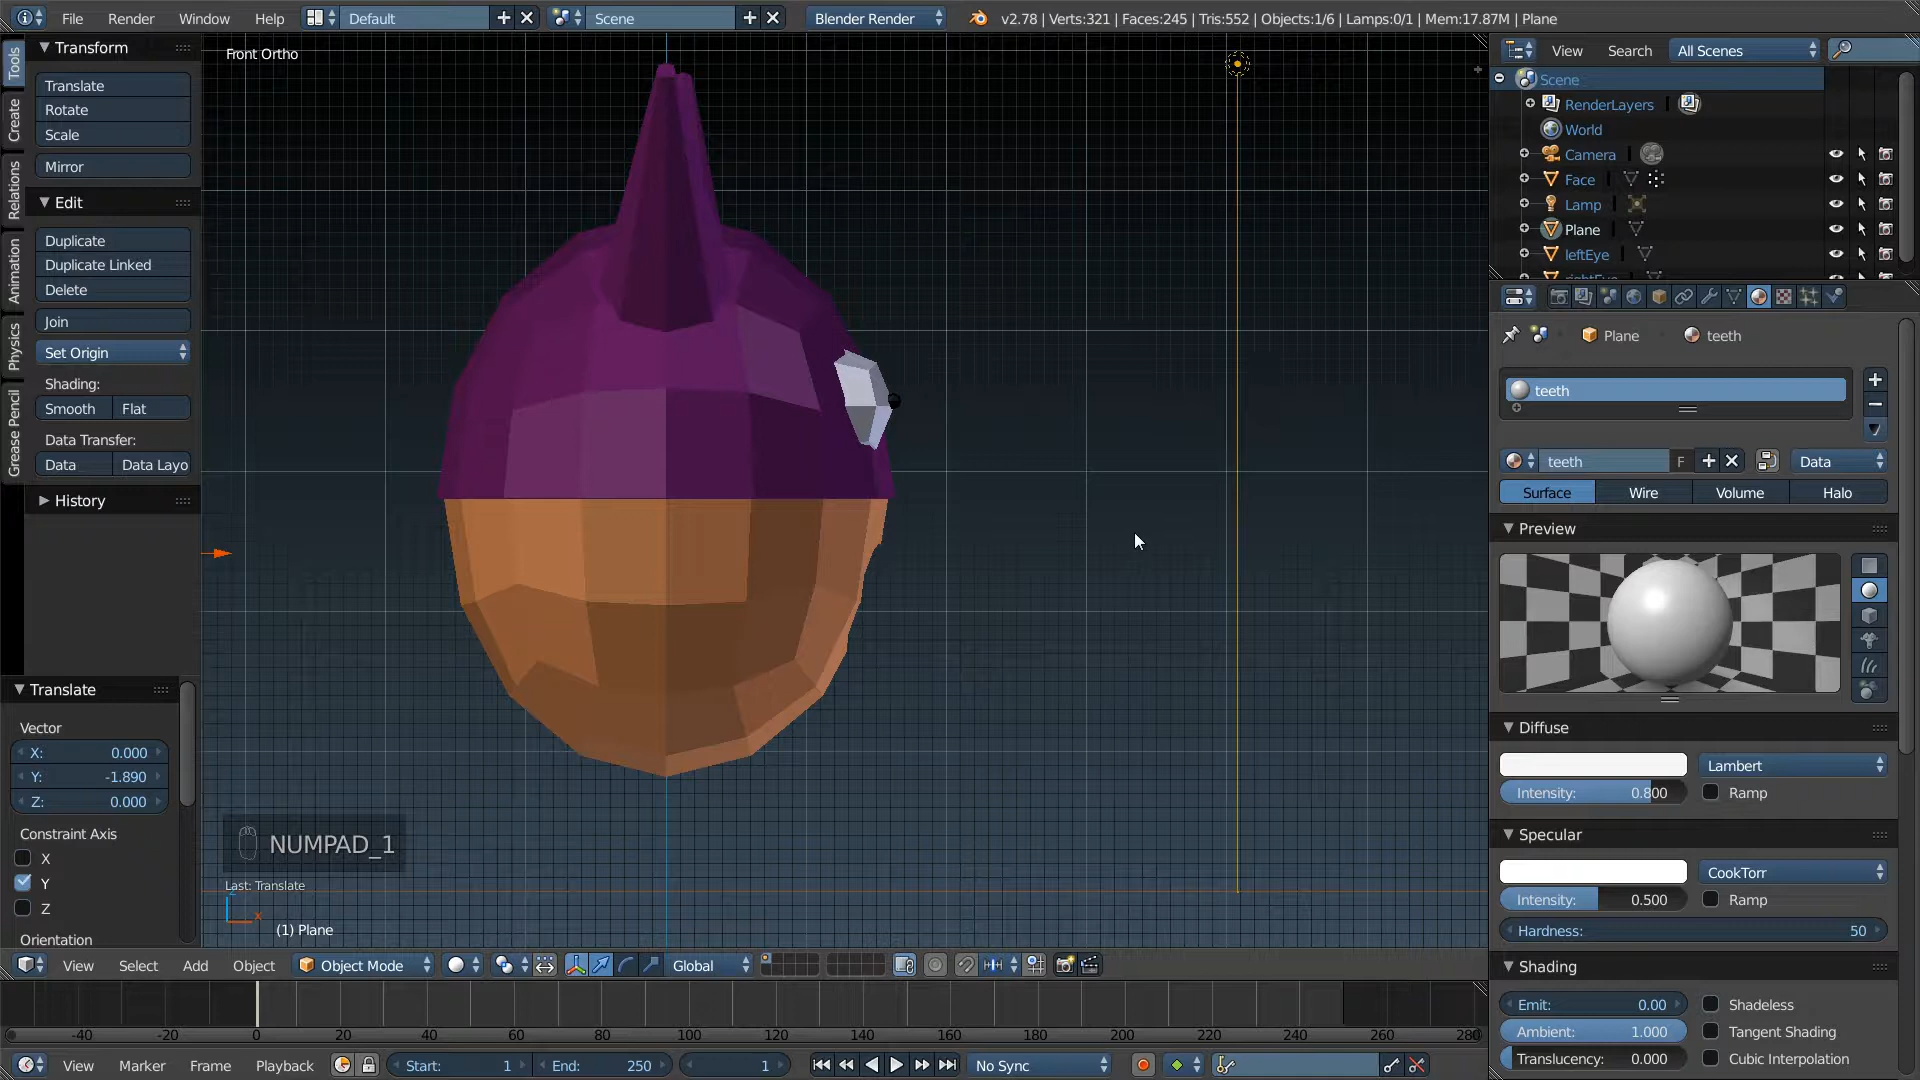 File Render Window Help Default Scene Blender Render v2.78 | Verts:321 | Faces:245 | Tris:552 | Objects:1/6 | Lamps:0/1 | Mem:17.87M | Plane
Tools
Create
Relations
Animation
Physics
Grease Pencil
Transform
Translate
Rotate
Scale
Mirror
Edit
Duplicate
Duplicate Linked
Delete
Join
Set Origin
Shading:
Smooth Flat
Data Transfer:
Data Data Layo
History
Translate
Vector
X: 0.000
Y: -1.890
Z: 0.000
Constraint Axis
X
Y
Z
Orientation
Front Ortho
NUMPAD_1
Last: Translate
x
(1) Plane
View Select Add Object Object Mode Global
-40 -20 0 20 40 60 80 100 120 140 160 180 200 220 240 260 280
View Marker Frame Playback Start: 1 End: 250 1 No Sync
View Search All Scenes
Scene
RenderLayers
World
Camera
Face
Lamp
Plane
leftEye
rightEye
Plane teeth
teeth
teeth F Data
Surface Wire Volume Halo
Preview
Diffuse
Lambert
Intensity: 0.800 Ramp
Specular
CookTorr
Intensity: 0.500 Ramp
Hardness: 50
Shading
Emit: 0.00 Shadeless
Ambient: 1.000 Tangent Shading
Translucency: 0.000 Cubic Interpolation